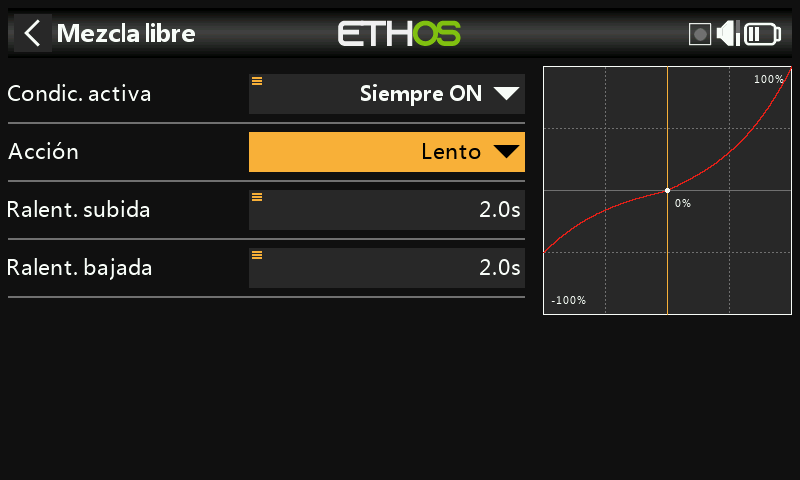 Mezcla libre
ETHOS
Condic. activa
Siempre ON
Acción
Lento
Ralent. subida
2.0s
Ralent. bajada
2.0s
100%
0%
-100%